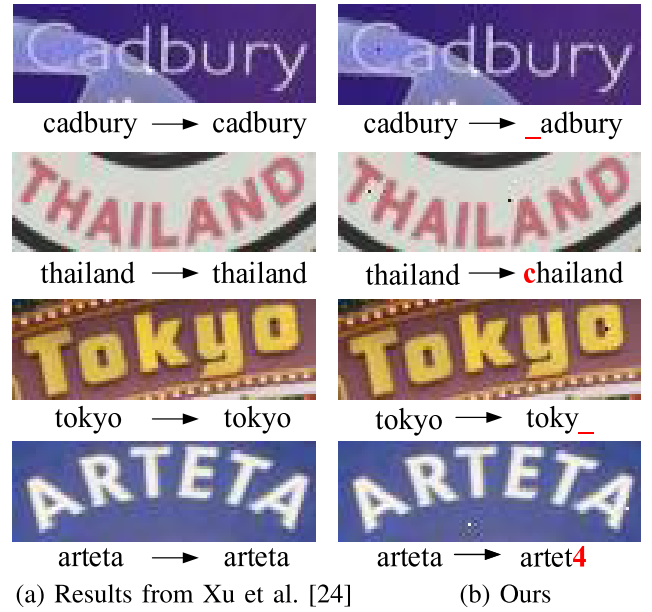 Cadbury Cadbury
cadbury → cadbury cadbury → _adbury
THAILAND THAILAND
thailand → thailand thailand → chailand
Tokyo Tokyo
tokyo → tokyo tokyo → toky_
ARTETA ARTETA
arteta → arteta arteta → artet4
(a) Results from Xu et al. [24] (b) Ours